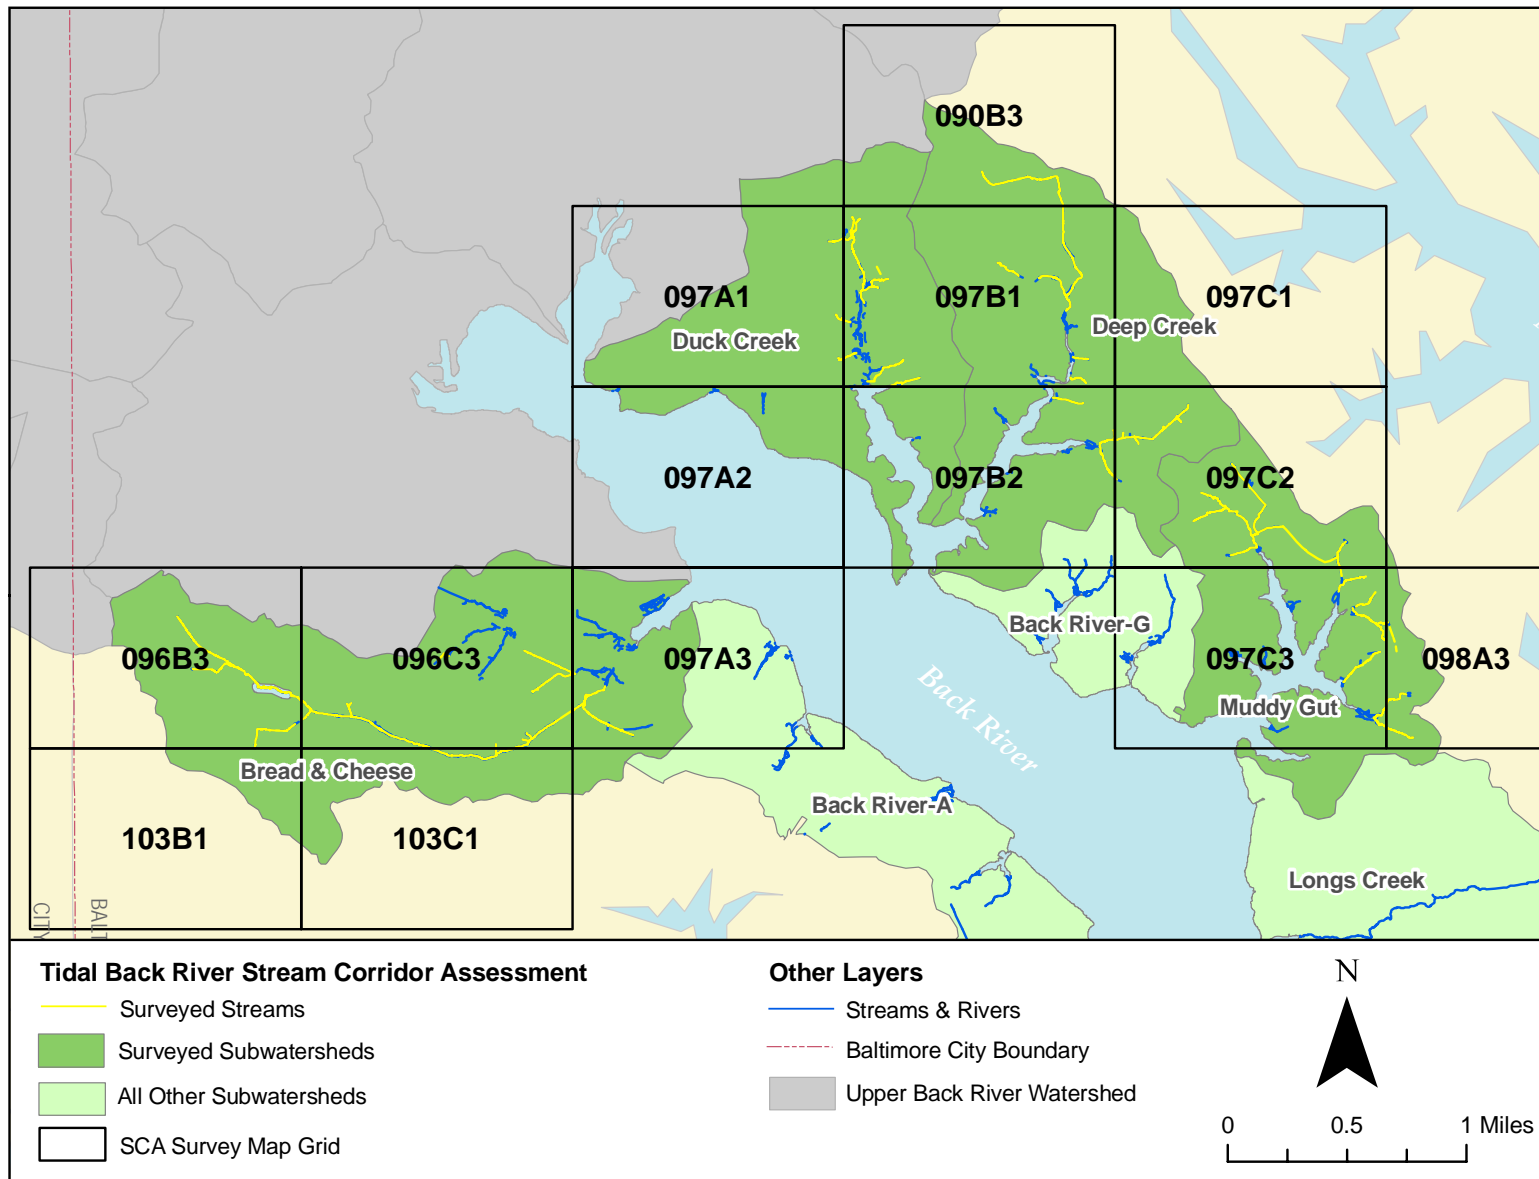 090B3
097A1
097B1
097C1
Duck Creek
Deep Creek
097A2
097B2
097C2
Back River-G
096B3
096C3
097A3
097C3
098A3
Back River
Muddy Gut
Bread & Cheese
Back River-A
103B1
103C1
Longs Creek
CITY
BALT
Tidal Back River Stream Corridor Assessment
Surveyed Streams
Surveyed Subwatersheds
All Other Subwatersheds
SCA Survey Map Grid
Other Layers
Streams & Rivers
Baltimore City Boundary
Upper Back River Watershed
N
0 0.5 1 Miles